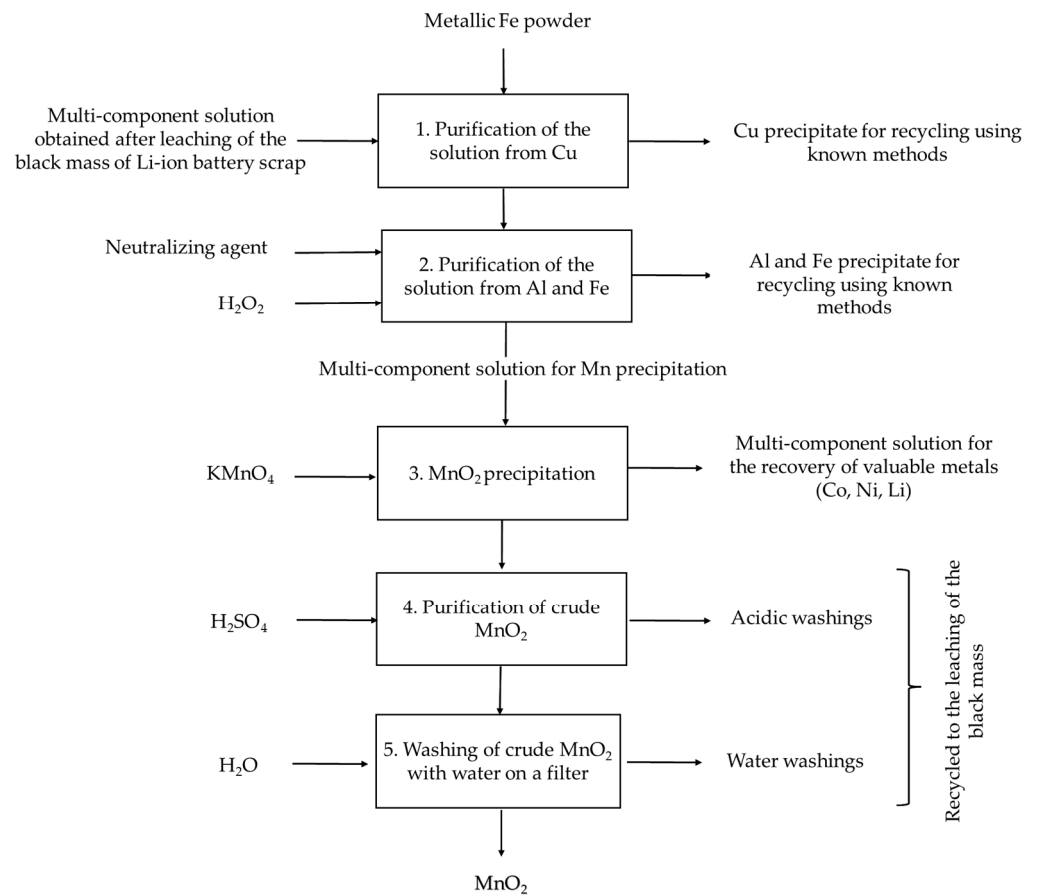 Metallic Fe powder
Multi-component solution
obtained after leaching of the
black mass of Li-ion battery scrap
1. Purification of the
solution from Cu
Cu precipitate for recycling using
known methods
Neutralizing agent
H₂O₂
2. Purification of the
solution from Al and Fe
Al and Fe precipitate for
recycling using known
methods
Multi-component solution for Mn precipitation
KMnO₄
3. MnO₂ precipitation
Multi-component solution for
the recovery of valuable metals
(Co, Ni, Li)
H₂SO₄
4. Purification of crude
MnO₂
Acidic washings
H₂O
5. Washing of crude MnO₂
with water on a filter
Water washings
Recycled to the leaching of the
black mass
MnO₂